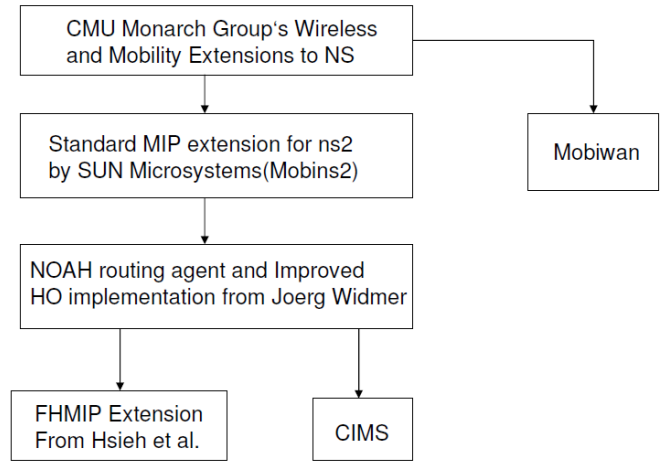 CMU Monarch Group‘s Wireless
and Mobility Extensions to NS
Standard MIP extension for ns2
by SUN Microsystems(Mobins2)
Mobiwan
NOAH routing agent and Improved
HO implementation from Joerg Widmer
FHMIP Extension
From Hsieh et al.
CIMS